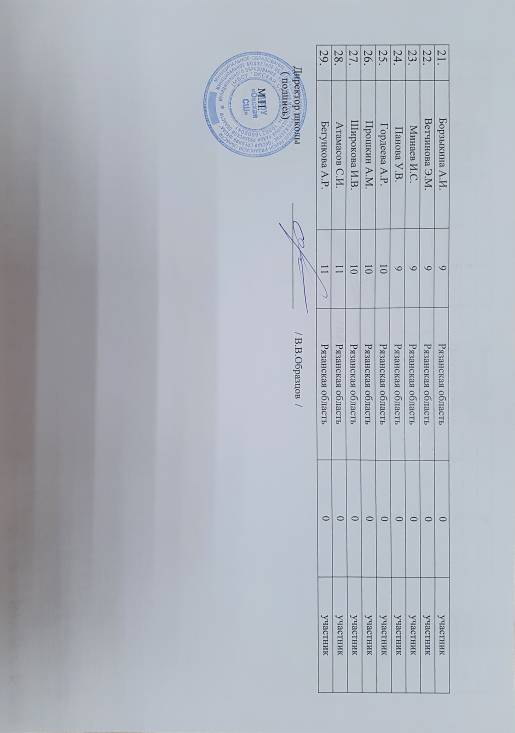 21. Борзыкина А.И. 9 Рязанская область 0 участник
22. Ветчинова Э.М. 9 Рязанская область 0 участник
23. Минаев И.С. 9 Рязанская область 0 участник
24. Панова У.В. 9 Рязанская область 0 участник
25. Гордеева А.Р. 10 Рязанская область 0 участник
26. Прошкин А.М. 10 Рязанская область 0 участник
27. Широкова И.В. 10 Рязанская область 0 участник
28. Атамасов С.И. 11 Рязанская область 0 участник
29. Бегункова А.Р. 11 Рязанская область 0 участник
Директор школы / В.В.Образцов /
( подпись)
МП
СШ»